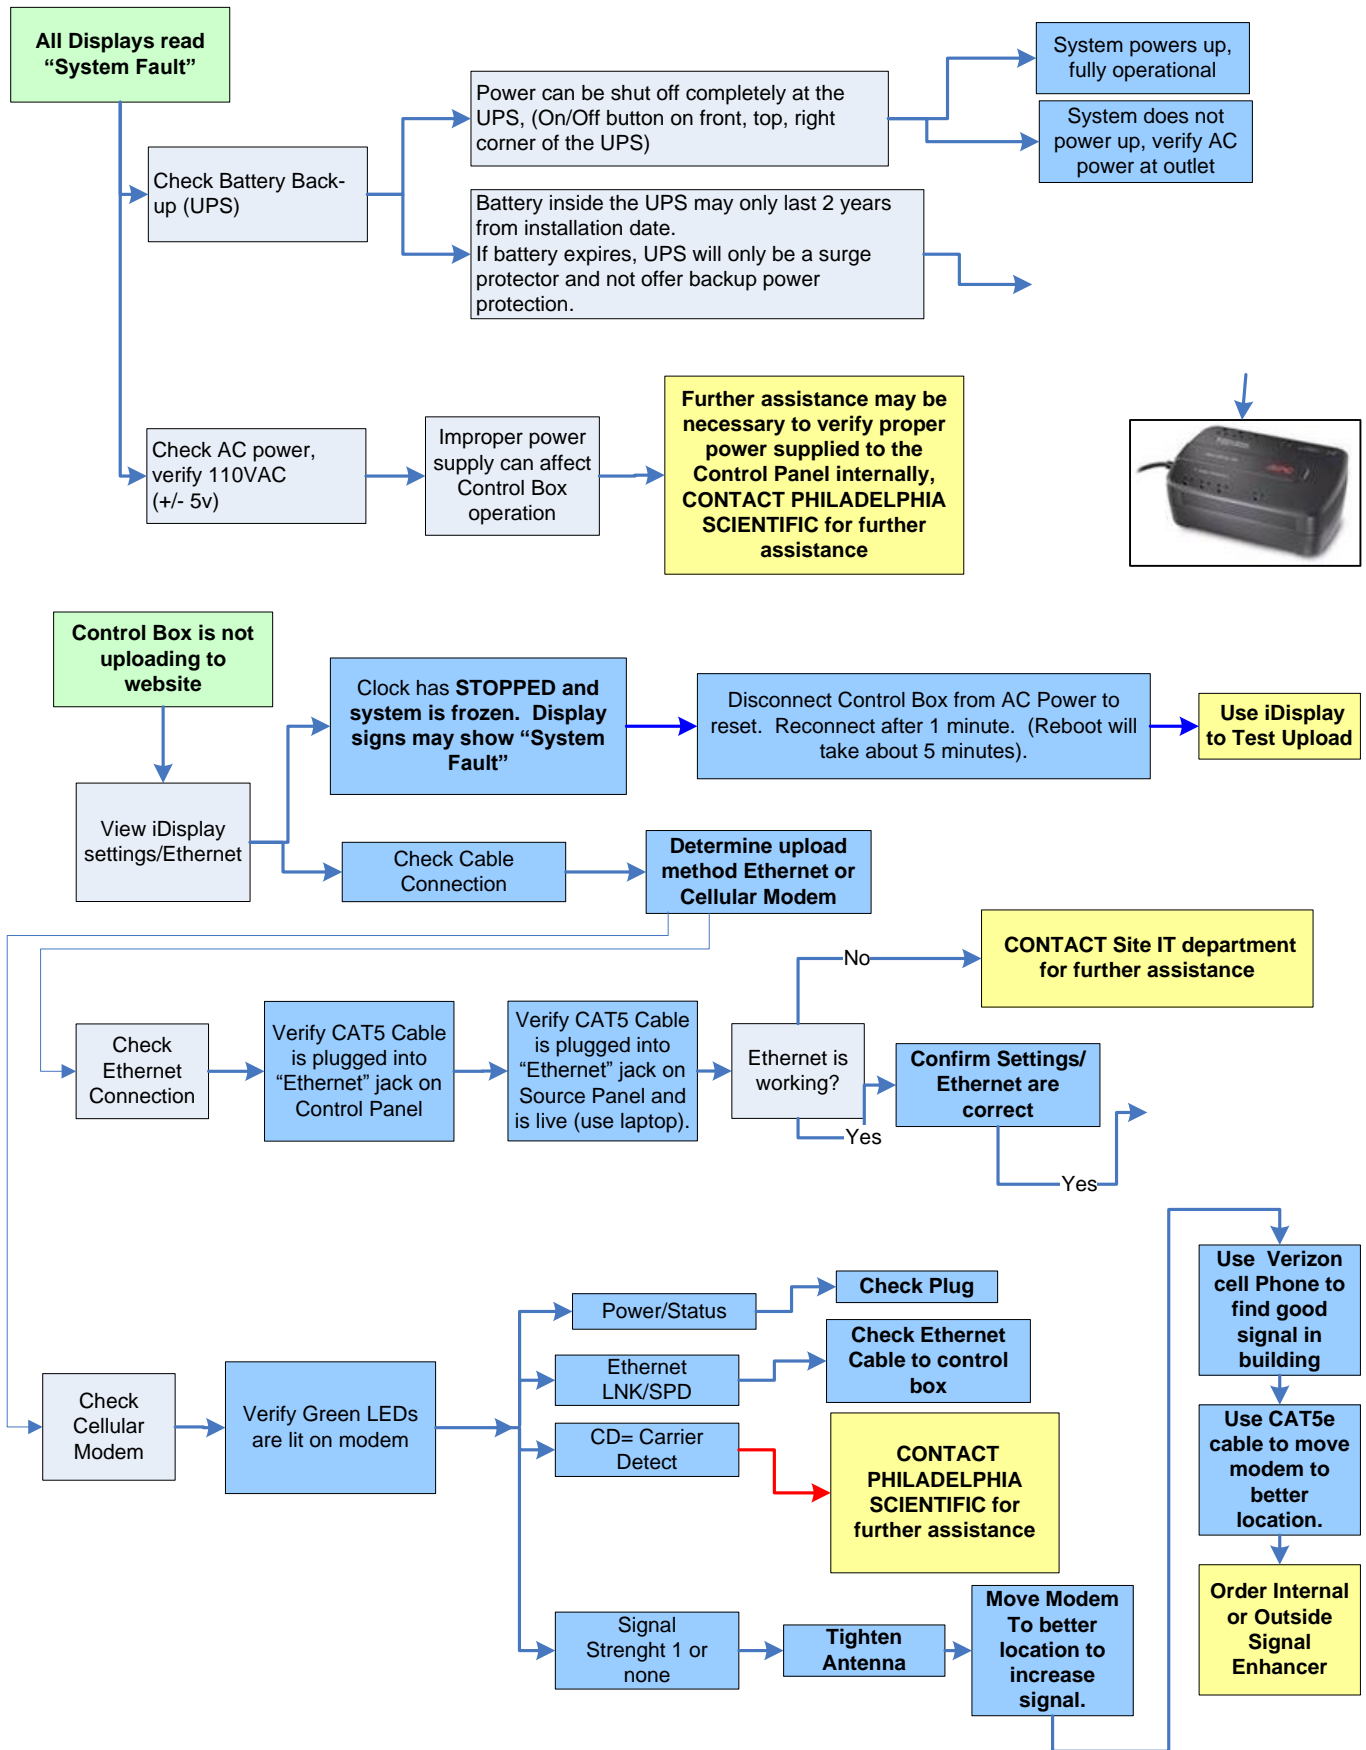 All Displays read
“System Fault”
System powers up,
fully operational
Power can be shut off completely at the
UPS, (On/Off button on front, top, right
corner of the UPS)
System does not
power up, verify AC
power at outlet
Check Battery Back-
up (UPS)
Battery inside the UPS may only last 2 years
from installation date.
If battery expires, UPS will only be a surge
protector and not offer backup power
protection.
Check AC power,
verify 110VAC
(+/- 5v)
Improper power
supply can affect
Control Box
operation
Further assistance may be
necessary to verify proper
power supplied to the
Control Panel internally,
CONTACT PHILADELPHIA
SCIENTIFIC for further
assistance
APC
Control Box is not
uploading to
website
Clock has STOPPED and
system is frozen.  Display
signs may show “System
Fault”
Disconnect Control Box from AC Power to
reset.  Reconnect after 1 minute.  (Reboot will
take about 5 minutes).
Use iDisplay
to Test Upload
View iDisplay
settings/Ethernet
Check Cable
Connection
Determine upload
method Ethernet or
Cellular Modem
CONTACT Site IT department
for further assistance
No
Check
Ethernet
Connection
Verify CAT5 Cable
is plugged into
“Ethernet” jack on
Control Panel
Verify CAT5 Cable
is plugged into
“Ethernet” jack on
Source Panel and
is live (use laptop).
Ethernet is
working?
Yes
Confirm Settings/
Ethernet are
correct
Yes
Check
Cellular
Modem
Verify Green LEDs
are lit on modem
Power/Status
Check Plug
Ethernet
LNK/SPD
Check Ethernet
Cable to control
box
CD= Carrier
Detect
CONTACT
PHILADELPHIA
SCIENTIFIC for
further assistance
Signal
Strenght 1 or
none
Tighten
Antenna
Move Modem
To better
location to
increase
signal.
Use  Verizon
cell Phone to
find good
signal in
building
Use CAT5e
cable to move
modem to
better
location.
Order Internal
or Outside
Signal
Enhancer